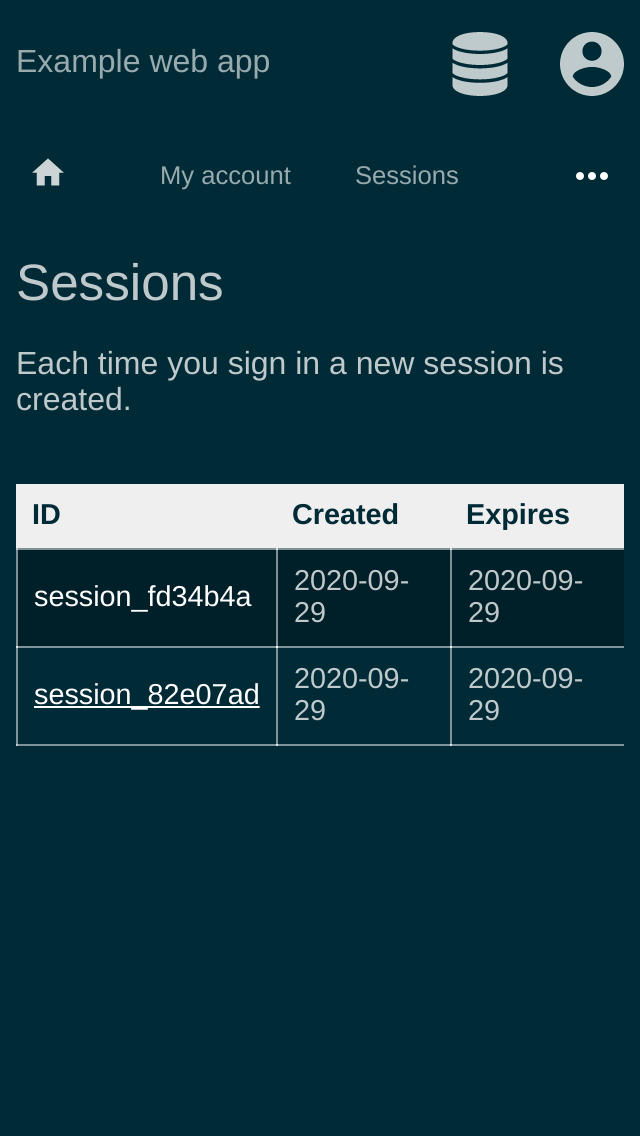 Example web app
My account Sessions
Sessions
Each time you sign in a new session is
created.
ID Created Expires
session_fd34b4a 2020-09-29 2020-09-29
session_82e07ad 2020-09-29 2020-09-29